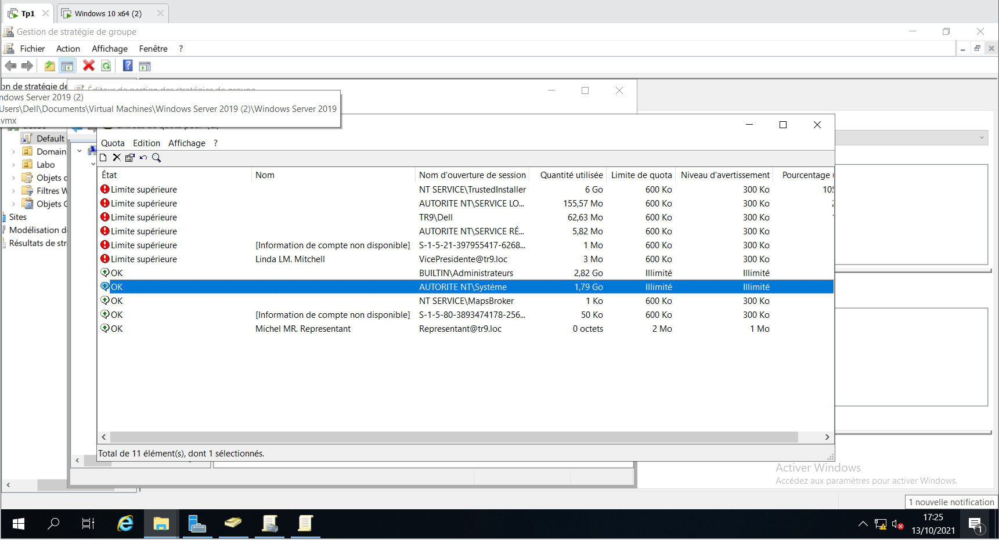 Tp1
Windows 10 x64 (2)
Gestion de stratégie de groupe
Fichier Action Affichage Fenêtre ?
on de stratégie de
Éditeur de gestion des stratégies de groupe
ndows Server 2019 (2)
Users\Dell\Documents\Virtual Machines\Windows Server 2019 (2)\Windows Server 2019
.vmx
Default
Domain
Labo
Objets
Filtres W
Objets G
Sites
Modélisation d
Résultats de str
Quota Edition Affichage ?
État Nom Nom d'ouverture de session Quantité utilisée Limite de quota Niveau d'avertissement Pourcentage
Limite supérieure NT SERVICE\TrustedInstaller 6 Go 600 Ko 300 Ko 105
Limite supérieure AUTORITE NT\SERVICE LO... 155,57 Mo 600 Ko 300 Ko
Limite supérieure TR9\Dell 62,63 Mo 600 Ko 300 Ko
Limite supérieure AUTORITE NT\SERVICE RÉ... 5,82 Mo 600 Ko 300 Ko
Limite supérieure [Information de compte non disponible] S-1-5-21-397955417-6268... 1 Mo 600 Ko 300 Ko
Limite supérieure Linda LM. Mitchell VicePresidente@tr9.loc 3 Mo 600 Ko 300 Ko
OK BUILTIN\Administrateurs 2,82 Go Illimité Illimité
OK AUTORITE NT\Système 1,79 Go Illimité Illimité
OK NT SERVICE\MapsBroker 1 Ko 600 Ko 300 Ko
OK [Information de compte non disponible] S-1-5-80-3893474178-256... 50 Ko 600 Ko 300 Ko
OK Michel MR. Representant Representant@tr9.loc 0 octets 2 Mo 1 Mo
Total de 11 élément(s), dont 1 sélectionnés.
Activer Windows
Accédez aux paramètres pour activer Windows.
1 nouvelle notification
17:25
13/10/2021
1